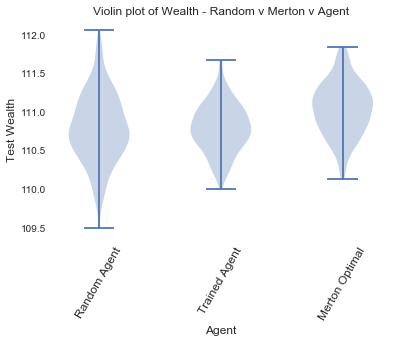 Violin plot of Wealth - Random v Merton v Agent
112.0
111.5
111.0
110.5
110.0
109.5
Test Wealth
Random Agent
Trained Agent
Merton Optimal
Agent